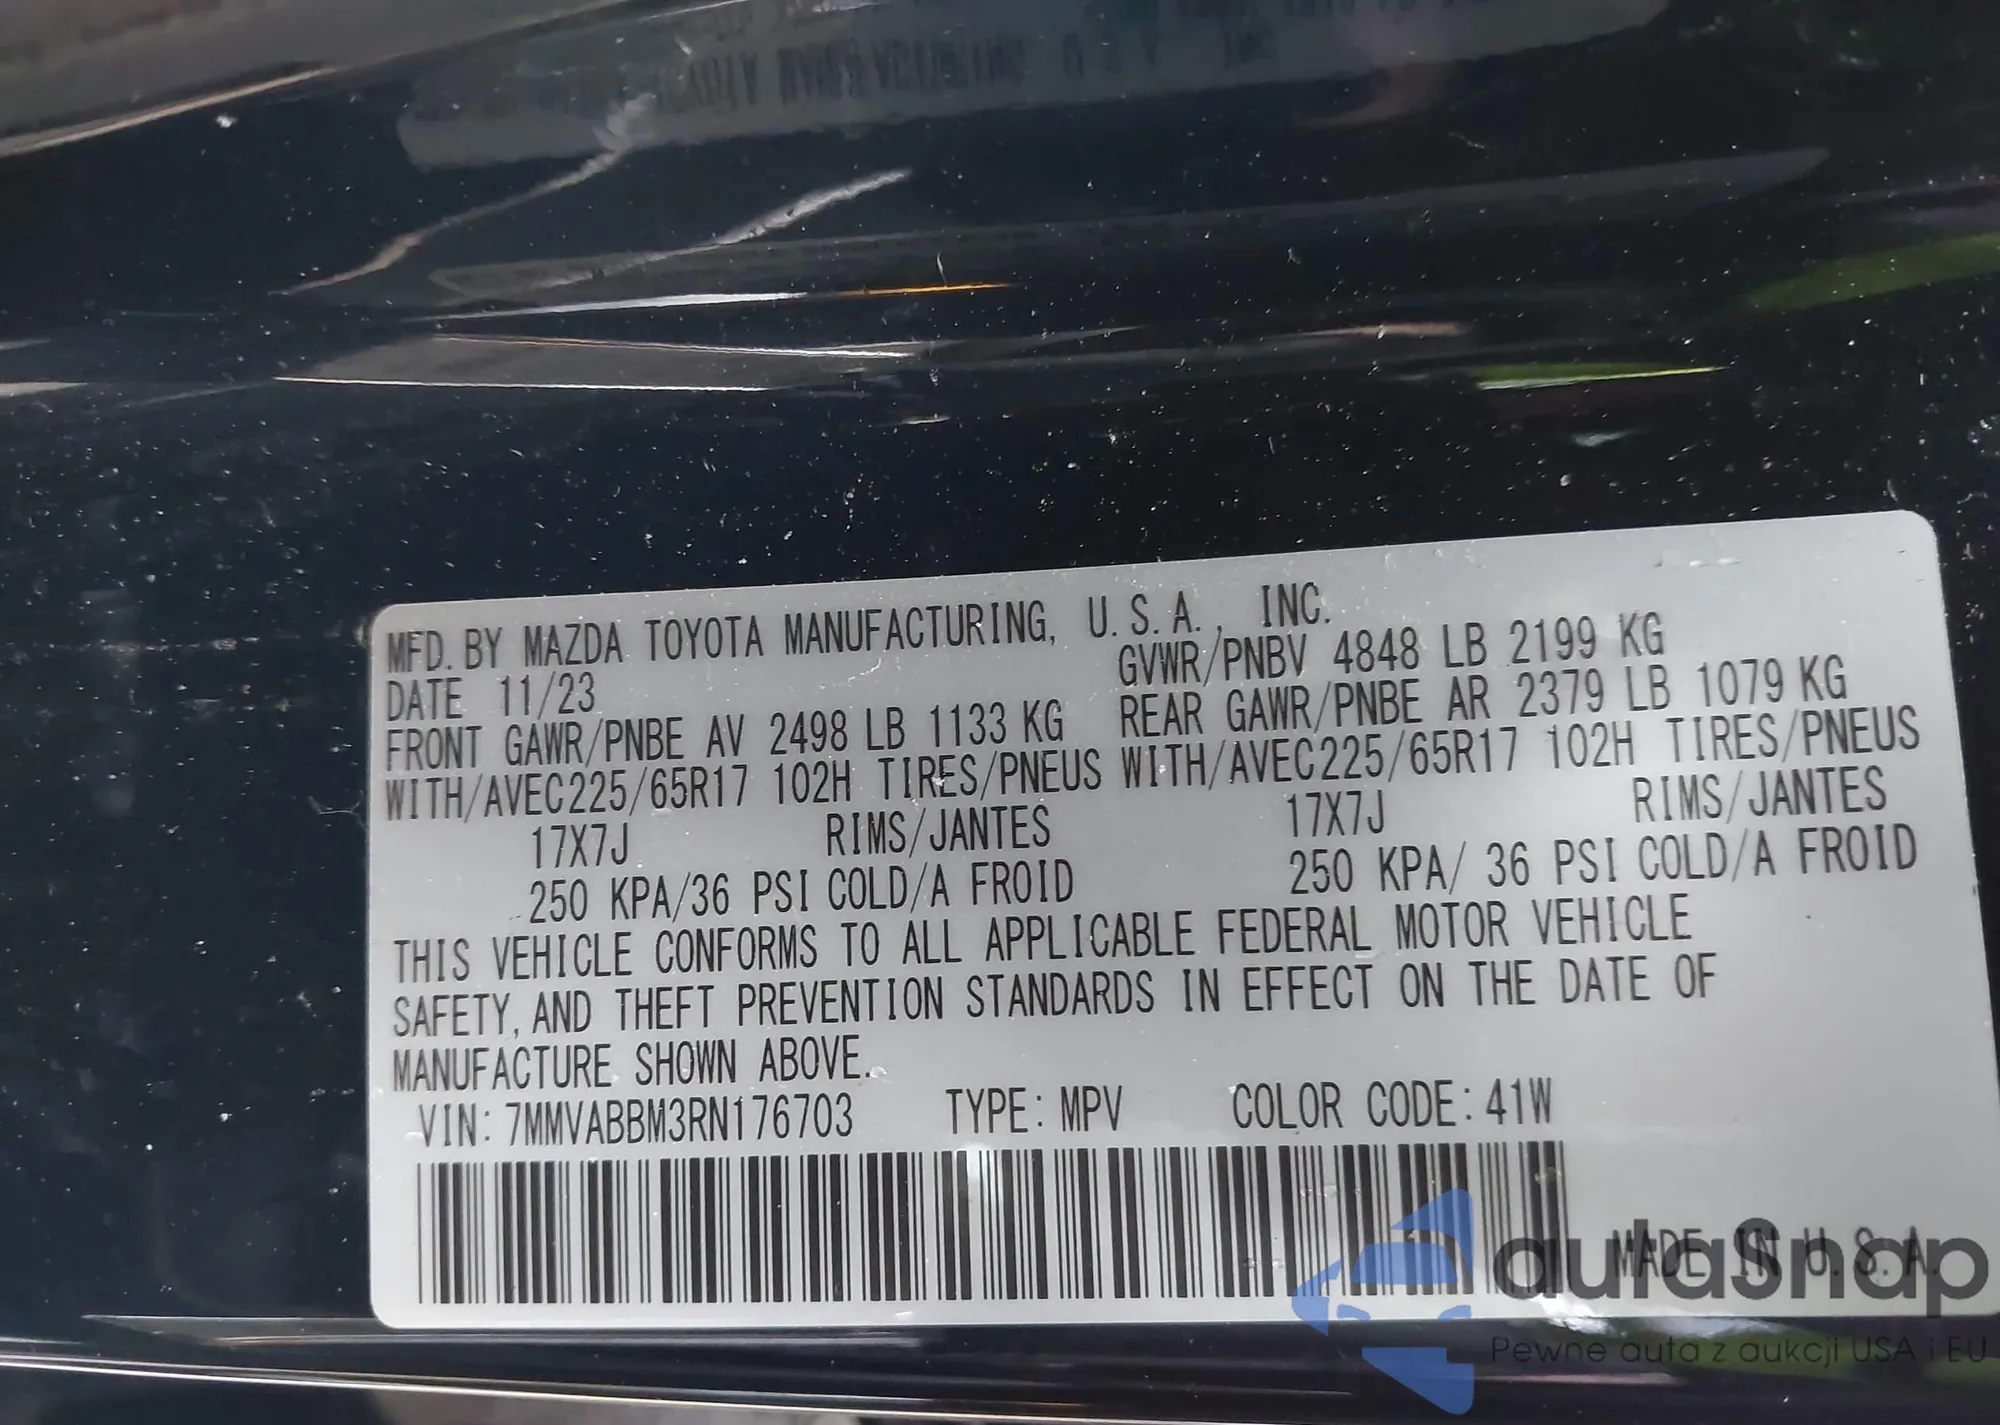 MFD. BY MAZDA TOYOTA MANUFACTURING, U.S.A., INC.
DATE 11/23 GVWR/PNBV 4848 LB 2199 KG
FRONT GAWR/PNBE AV 2498 LB 1133 KG REAR GAWR/PNBE AR 2379 LB 1079 KG
WITH/AVEC225/65R17 102H TIRES/PNEUS WITH/AVEC225/65R17 102H TIRES/PNEUS
17X7J RIMS/JANTES 17X7J RIMS/JANTES
250 KPA/36 PSI COLD/A FROID 250 KPA/ 36 PSI COLD/A FROID
THIS VEHICLE CONFORMS TO ALL APPLICABLE FEDERAL MOTOR VEHICLE
SAFETY, AND THEFT PREVENTION STANDARDS IN EFFECT ON THE DATE OF
MANUFACTURE SHOWN ABOVE.
VIN: 7MMVABBM3RN176703 TYPE: MPV COLOR CODE: 41W
MADE IN U.S.A.
autaSnap
Pewne auta z aukcji USA i EU